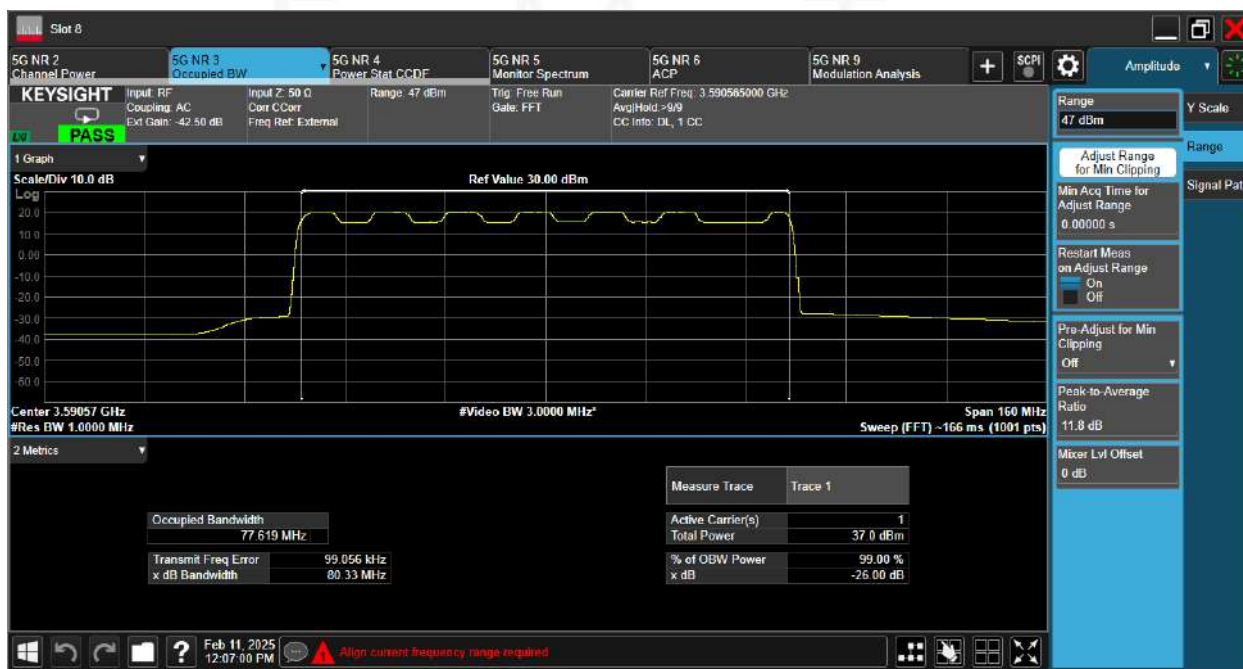 Slot 8
5G NR 2
Channel Power
5G NR 3
Occupied BW
5G NR 4
Power Stat CCDF
5G NR 5
Monitor Spectrum
5G NR 6
ACP
5G NR 9
Modulation Analysis
SCPI
Amplitude
KEYSIGHT
LXI
PASS
Input: RF
Coupling: AC
Ext Gain: -42.50 dB
Input Z: 50 Ω
Corr CCorr
Freq Ref: External
Range: 47 dBm
Trig: Free Run
Gate: FFT
Carrier Ref Freq: 3.590565000 GHz
Avg|Hold:>9/9
CC Info: DL, 1 CC
1 Graph
Scale/Div 10.0 dB
Ref Value 30.00 dBm
Log
20.0
10.0
0.00
-10.0
-20.0
-30.0
-40.0
-50.0
-60.0
Center 3.59057 GHz
#Video BW 3.0000 MHz*
Span 160 MHz
#Res BW 1.0000 MHz
Sweep (FFT) ~166 ms (1001 pts)
2 Metrics
Measure Trace Trace 1
Occupied Bandwidth
77.619 MHz
Transmit Freq Error 99.056 kHz
x dB Bandwidth 80.33 MHz
Active Carrier(s) 1
Total Power 37.0 dBm
% of OBW Power 99.00 %
x dB -26.00 dB
Range
47 dBm
Adjust Range
for Min Clipping
Min Acq Time for
Adjust Range
0.00000 s
Restart Meas
on Adjust Range
On
Off
Pre-Adjust for Min
Clipping
Off
Peak-to-Average
Ratio
11.8 dB
Mixer Lvl Offset
0 dB
Y Scale
Range
Signal Pat
?
Feb 11, 2025
12:07:00 PM
Align current frequency range required